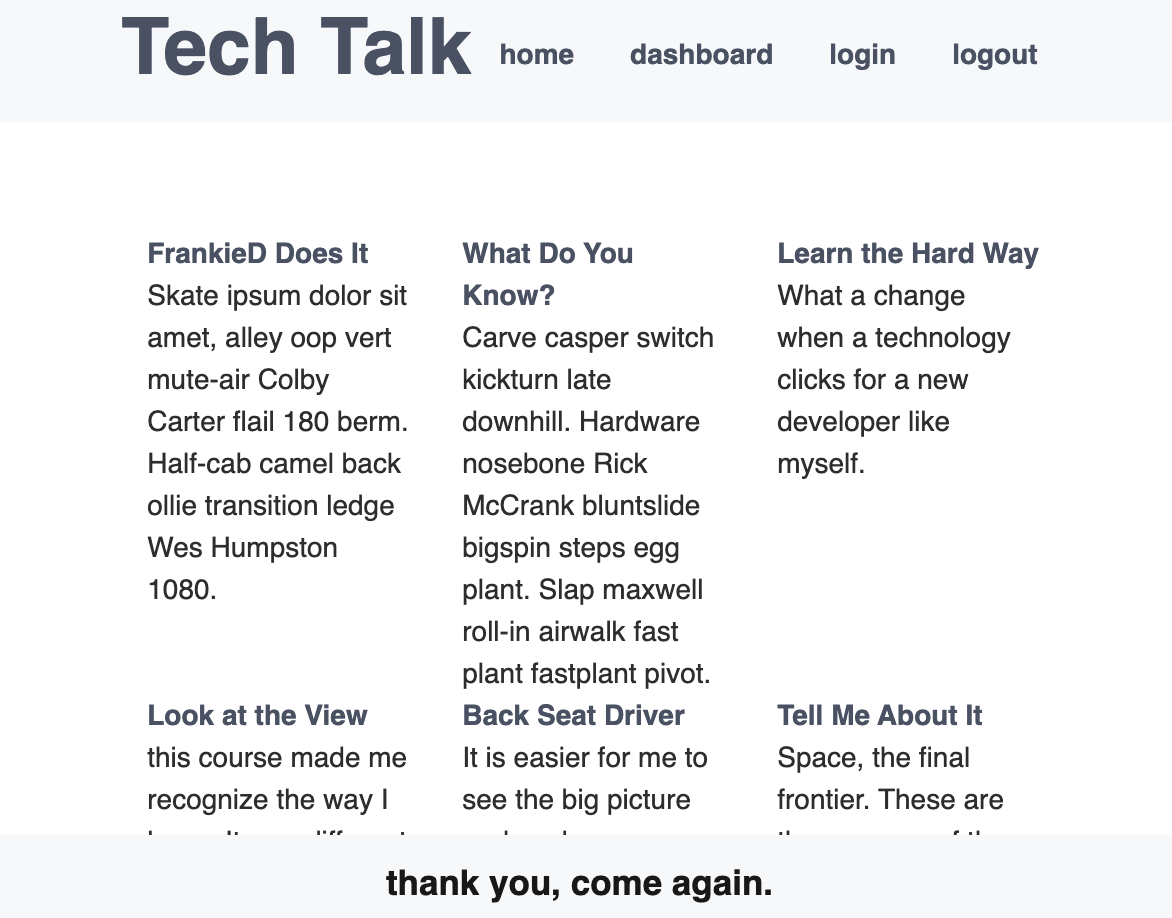 Tech Talk
home
dashboard
login
logout
FrankieD Does It
Skate ipsum dolor sit
amet, alley oop vert
mute-air Colby
Carter flail 180 berm.
Half-cab camel back
ollie transition ledge
Wes Humpston
1080.
What Do You
Know?
Carve casper switch
kickturn late
downhill. Hardware
nosebone Rick
McCrank bluntslide
bigspin steps egg
plant. Slap maxwell
roll-in airwalk fast
plant fastplant pivot.
Learn the Hard Way
What a change
when a technology
clicks for a new
developer like
myself.
Look at the View
this course made me
recognize the way I
Back Seat Driver
It is easier for me to
see the big picture
Tell Me About It
Space, the final
frontier. These are
thank you, come again.